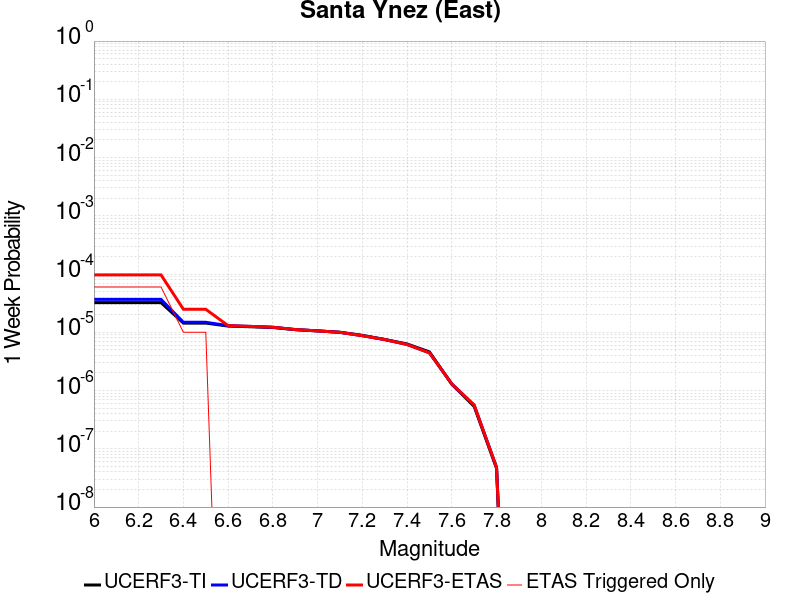 Santa Ynez (East)
10^0
10^-1
10^-2
10^-3
10^-4
10^-5
10^-6
10^-7
10^-8
1 Week Probability
6 6.2 6.4 6.6 6.8 7 7.2 7.4 7.6 7.8 8 8.2 8.4 8.6 8.8 9
Magnitude
UCERF3-TI UCERF3-TD UCERF3-ETAS ETAS Triggered Only